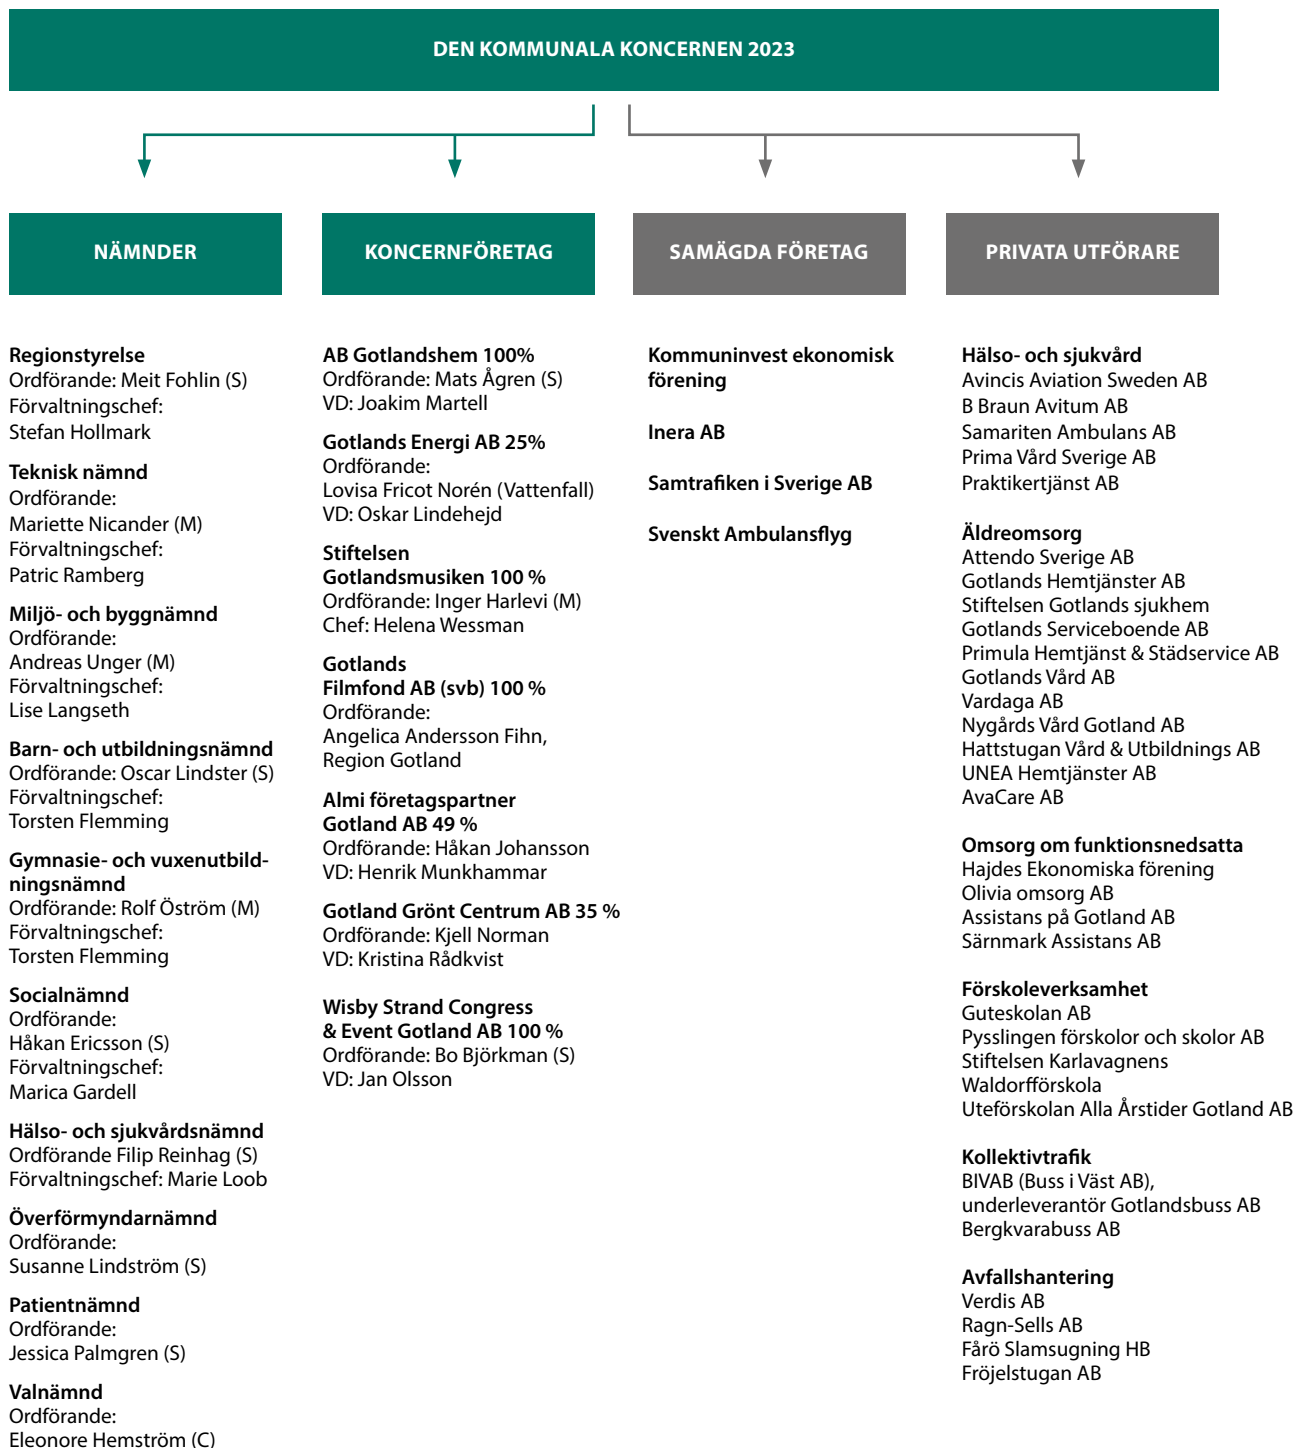 DEN KOMMUNALA KONCERNEN 2023
NÄMNDER
Regionstyrelse
Ordförande: Meit Fohlin (S)
Förvaltningschef:
Stefan Hollmark
Teknisk nämnd
Ordförande:
Mariette Nicander (M)
Förvaltningschef:
Patric Ramberg
Miljö- och byggnämnd
Ordförande:
Andreas Unger (M)
Förvaltningschef:
Lise Langseth
Barn- och utbildningsnämnd
Ordförande: Oscar Lindster (S)
Förvaltningschef:
Torsten Flemming
Gymnasie- och vuxenutbild-
ningsnämnd
Ordförande: Rolf Öström (M)
Förvaltningschef:
Torsten Flemming
Socialnämnd
Ordförande:
Håkan Ericsson (S)
Förvaltningschef:
Marica Gardell
Hälso- och sjukvårdsnämnd
Ordförande Filip Reinhag (S)
Förvaltningschef: Marie Loob
Överförmyndarnämnd
Ordförande:
Susanne Lindström (S)
Patientnämnd
Ordförande:
Jessica Palmgren (S)
Valnämnd
Ordförande:
Eleonore Hemström (C)
KONCERNFÖRETAG
AB Gotlandshem 100%
Ordförande: Mats Ågren (S)
VD: Joakim Martell
Gotlands Energi AB 25%
Ordförande:
Lovisa Fricot Norén (Vattenfall)
VD: Oskar Lindehejd
Stiftelsen
Gotlandsmusiken 100 %
Ordförande: Inger Harlevi (M)
Chef: Helena Wessman
Gotlands
Filmfond AB (svb) 100 %
Ordförande:
Angelica Andersson Fihn,
Region Gotland
Almi företagspartner
Gotland AB 49 %
Ordförande: Håkan Johansson
VD: Henrik Munkhammar
Gotland Grönt Centrum AB 35 %
Ordförande: Kjell Norman
VD: Kristina Rådkvist
Wisby Strand Congress
& Event Gotland AB 100 %
Ordförande: Bo Björkman (S)
VD: Jan Olsson
SAMÄGDA FÖRETAG
Kommuninvest ekonomisk
förening
Inera AB
Samtrafiken i Sverige AB
Svenskt Ambulansflyg
PRIVATA UTFÖRARE
Hälso- och sjukvård
Avincis Aviation Sweden AB
B Braun Avitum AB
Samariten Ambulans AB
Prima Vård Sverige AB
Praktikertjänst AB
Äldreomsorg
Attendo Sverige AB
Gotlands Hemtjänster AB
Stiftelsen Gotlands sjukhem
Gotlands Serviceboende AB
Primula Hemtjänst & Städservice AB
Gotlands Vård AB
Vardaga AB
Nygårds Vård Gotland AB
Hattstugan Vård & Utbildnings AB
UNEA Hemtjänster AB
AvaCare AB
Omsorg om funktionsnedsatta
Hajdes Ekonomiska förening
Olivia omsorg AB
Assistans på Gotland AB
Särnmark Assistans AB
Förskoleverksamhet
Guteskolan AB
Pysslingen förskolor och skolor AB
Stiftelsen Karlavagnens
Waldorfförskola
Uteförskolan Alla Årstider Gotland AB
Kollektivtrafik
BIVAB (Buss i Väst AB),
underleverantör Gotlandsbuss AB
Bergkvarabuss AB
Avfallshantering
Verdis AB
Ragn-Sells AB
Fårö Slamsugning HB
Fröjelstugan AB